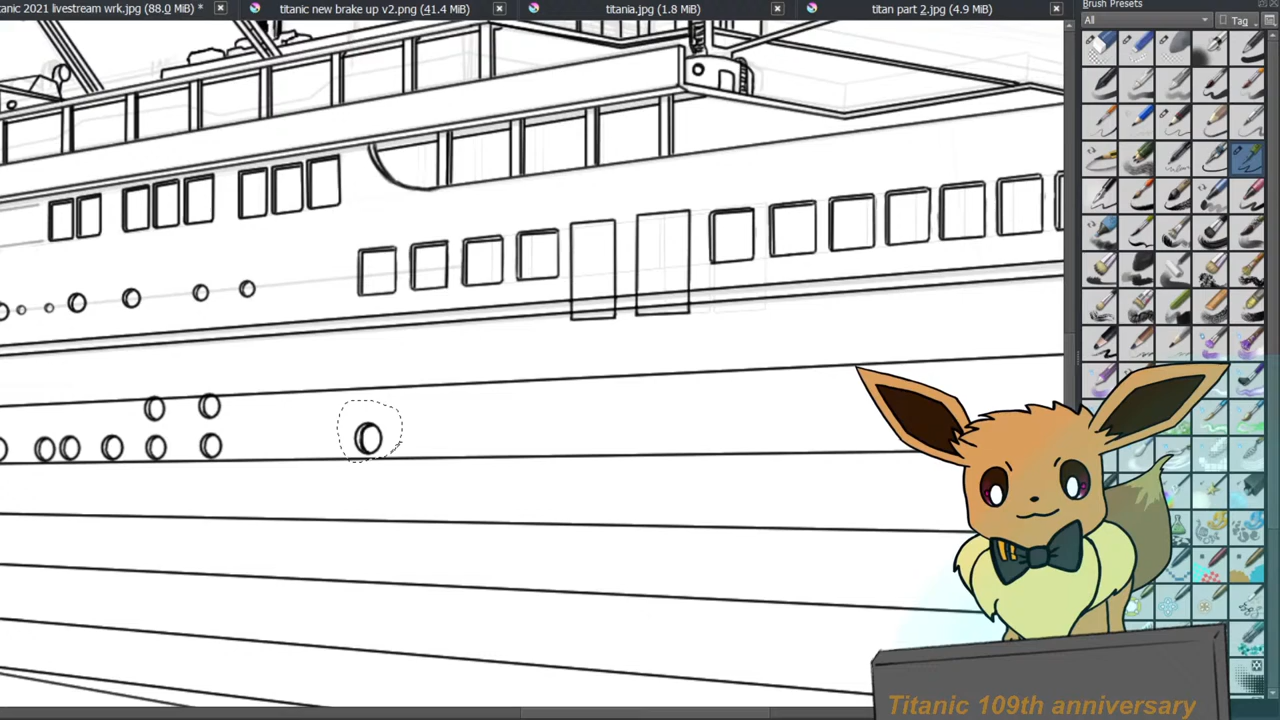 anic 2021 livestream wrk.jpg (88.0 MiB) * titanic new brake up v2.png (41.4 MiB) titania.jpg (1.8 MiB) titan part 2.jpg (4.9 MiB) Brush Presets
All Tag
Titanic 109th anniversary